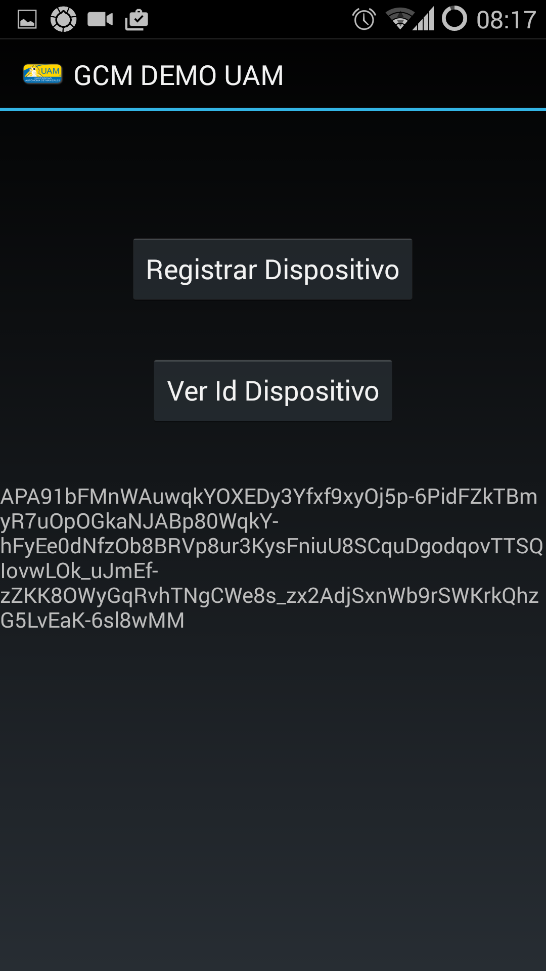 08:17
UAM
GCM DEMO UAM
Registrar Dispositivo
Ver Id Dispositivo
APA91bFMnWAuwqkYOXEDy3Yfxf9xyOj5p-6PidFZkTBm
yR7uOpOGkaNJABp80WqkY-
hFyEe0dNfzOb8BRVp8ur3KysFniuU8SCquDgodqovTTSQ
IovwLOk_uJmEf-
zZKK8OWyGqRvhTNgCWe8s_zx2AdjSxnWb9rSWKrkQhz
G5LvEaK-6sl8wMM